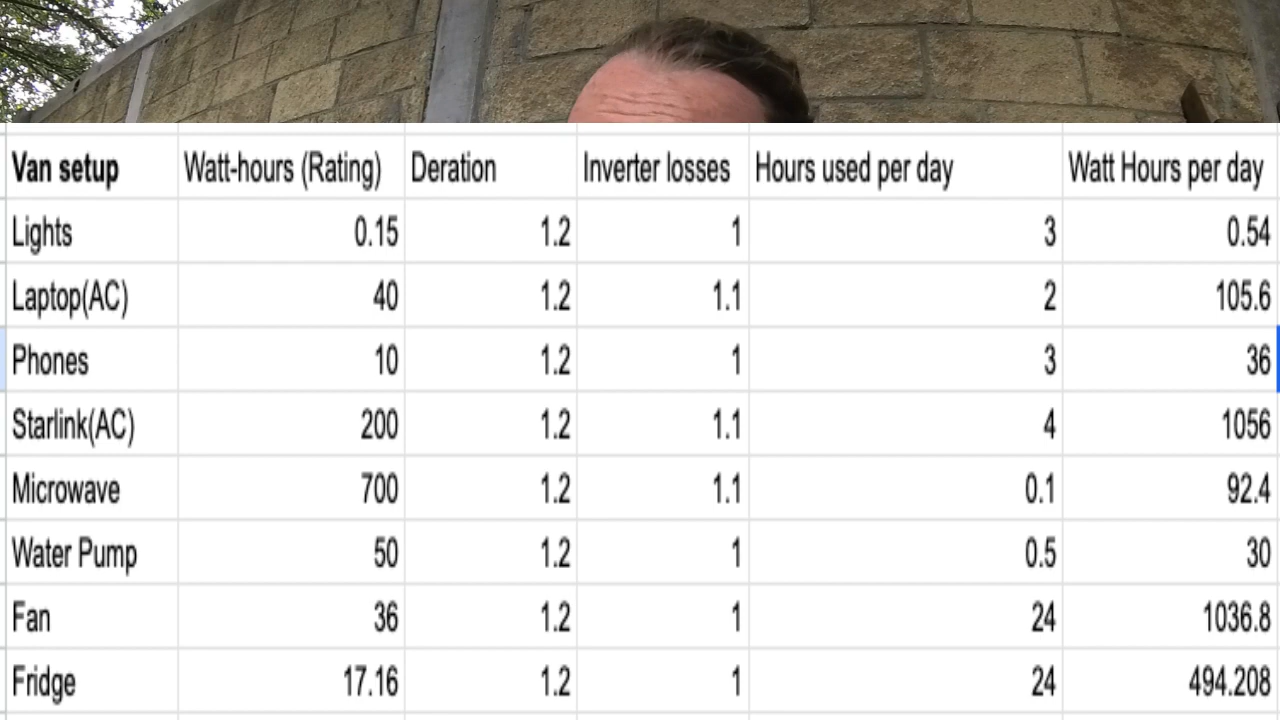 Van setup Watt-hours (Rating) Deration Inverter losses Hours used per day Watt Hours per day
Lights 0.15 1.2 1 3 0.54
Laptop(AC) 40 1.2 1.1 2 105.6
Phones 10 1.2 1 3 36
Starlink(AC) 200 1.2 1.1 4 1056
Microwave 700 1.2 1.1 0.1 92.4
Water Pump 50 1.2 1 0.5 30
Fan 36 1.2 1 24 1036.8
Fridge 17.16 1.2 1 24 494.208